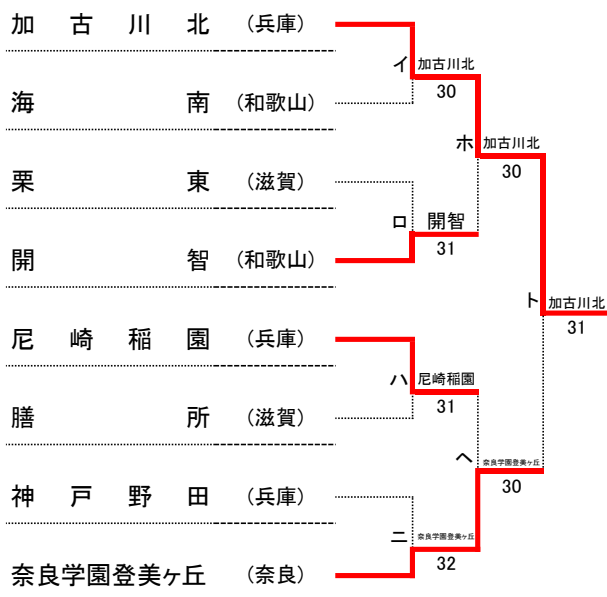 加古川北 （兵庫）
海南 （和歌山）
栗東 （滋賀）
開智 （和歌山）
尼崎稲園 （兵庫）
膳所 （滋賀）
神戸野田 （兵庫）
奈良学園登美ヶ丘 （奈良）
イ 加古川北
30
ロ 開智
31
ハ 尼崎稲園
31
ニ 奈良学園登美ヶ丘
32
ホ 加古川北
30
ヘ 奈良学園登美ヶ丘
30
ト 加古川北
31